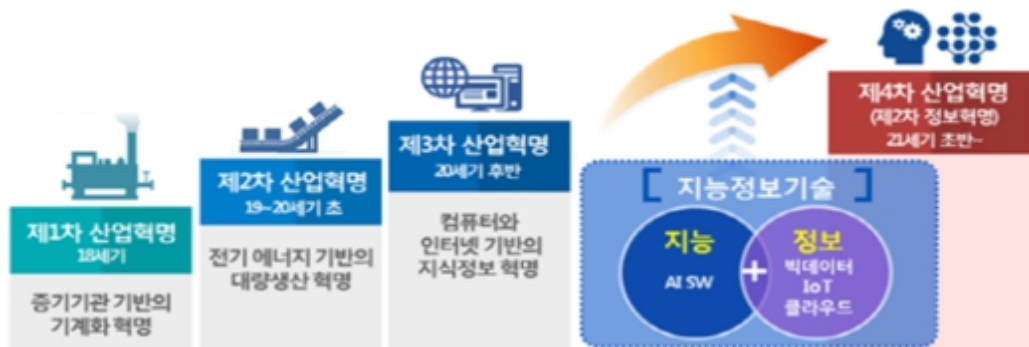 제1차 산업혁명
18세기
증기기관 기반의
기계화 혁명
제2차 산업혁명
19~20세기 초
전기 에너지 기반의
대량생산 혁명
제3차 산업혁명
20세기 후반
컴퓨터와
인터넷 기반의
지식정보 혁명
[ 지능정보기술 ]
지능
AI SW
+
정보
빅데이터
IoT
클라우드
제4차 산업혁명
(제2차 정보혁명)
21세기 초반~